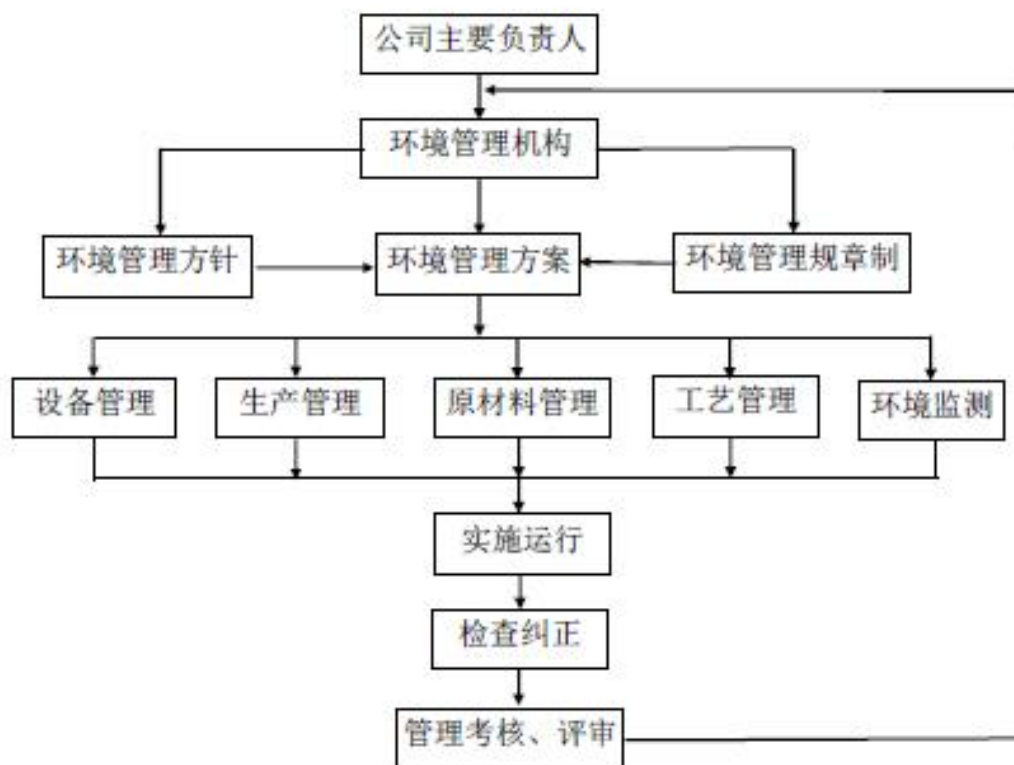 公司主要负责人
环境管理机构
环境管理方针
环境管理方案
环境管理规章制
设备管理
生产管理
原材料管理
工艺管理
环境监测
实施运行
检查纠正
管理考核、评审